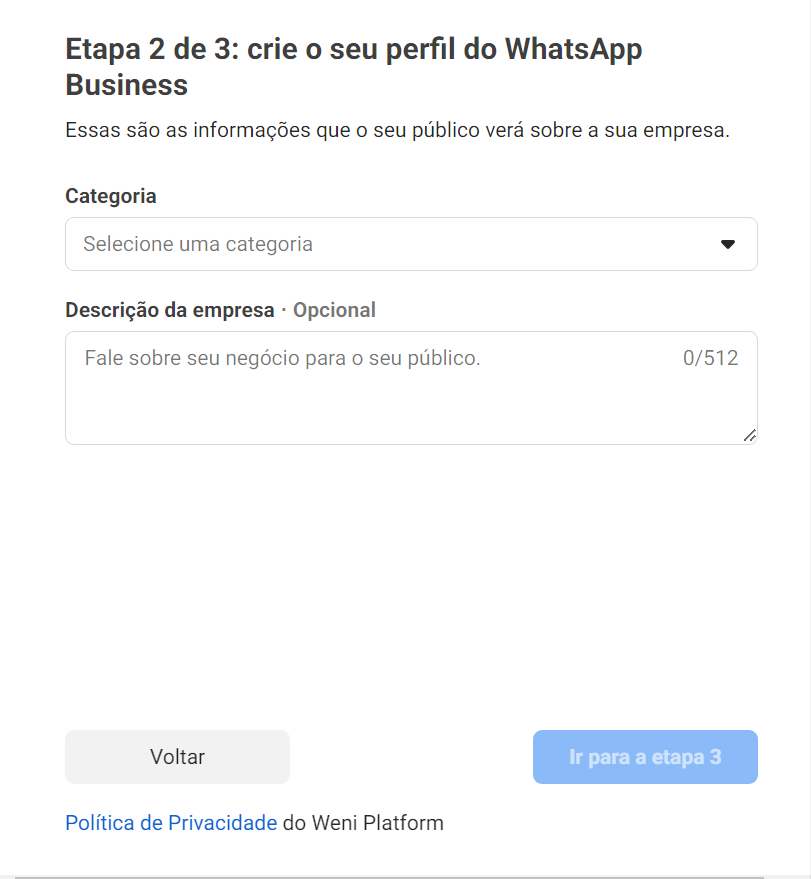 Etapa 2 de 3: crie o seu perfil do WhatsApp
Business
Essas são as informações que o seu público verá sobre a sua empresa.
Categoria
Selecione uma categoria
Descrição da empresa · Opcional
Fale sobre seu negócio para o seu público. 0/512
Voltar
Ir para a etapa 3
Política de Privacidade do Weni Platform